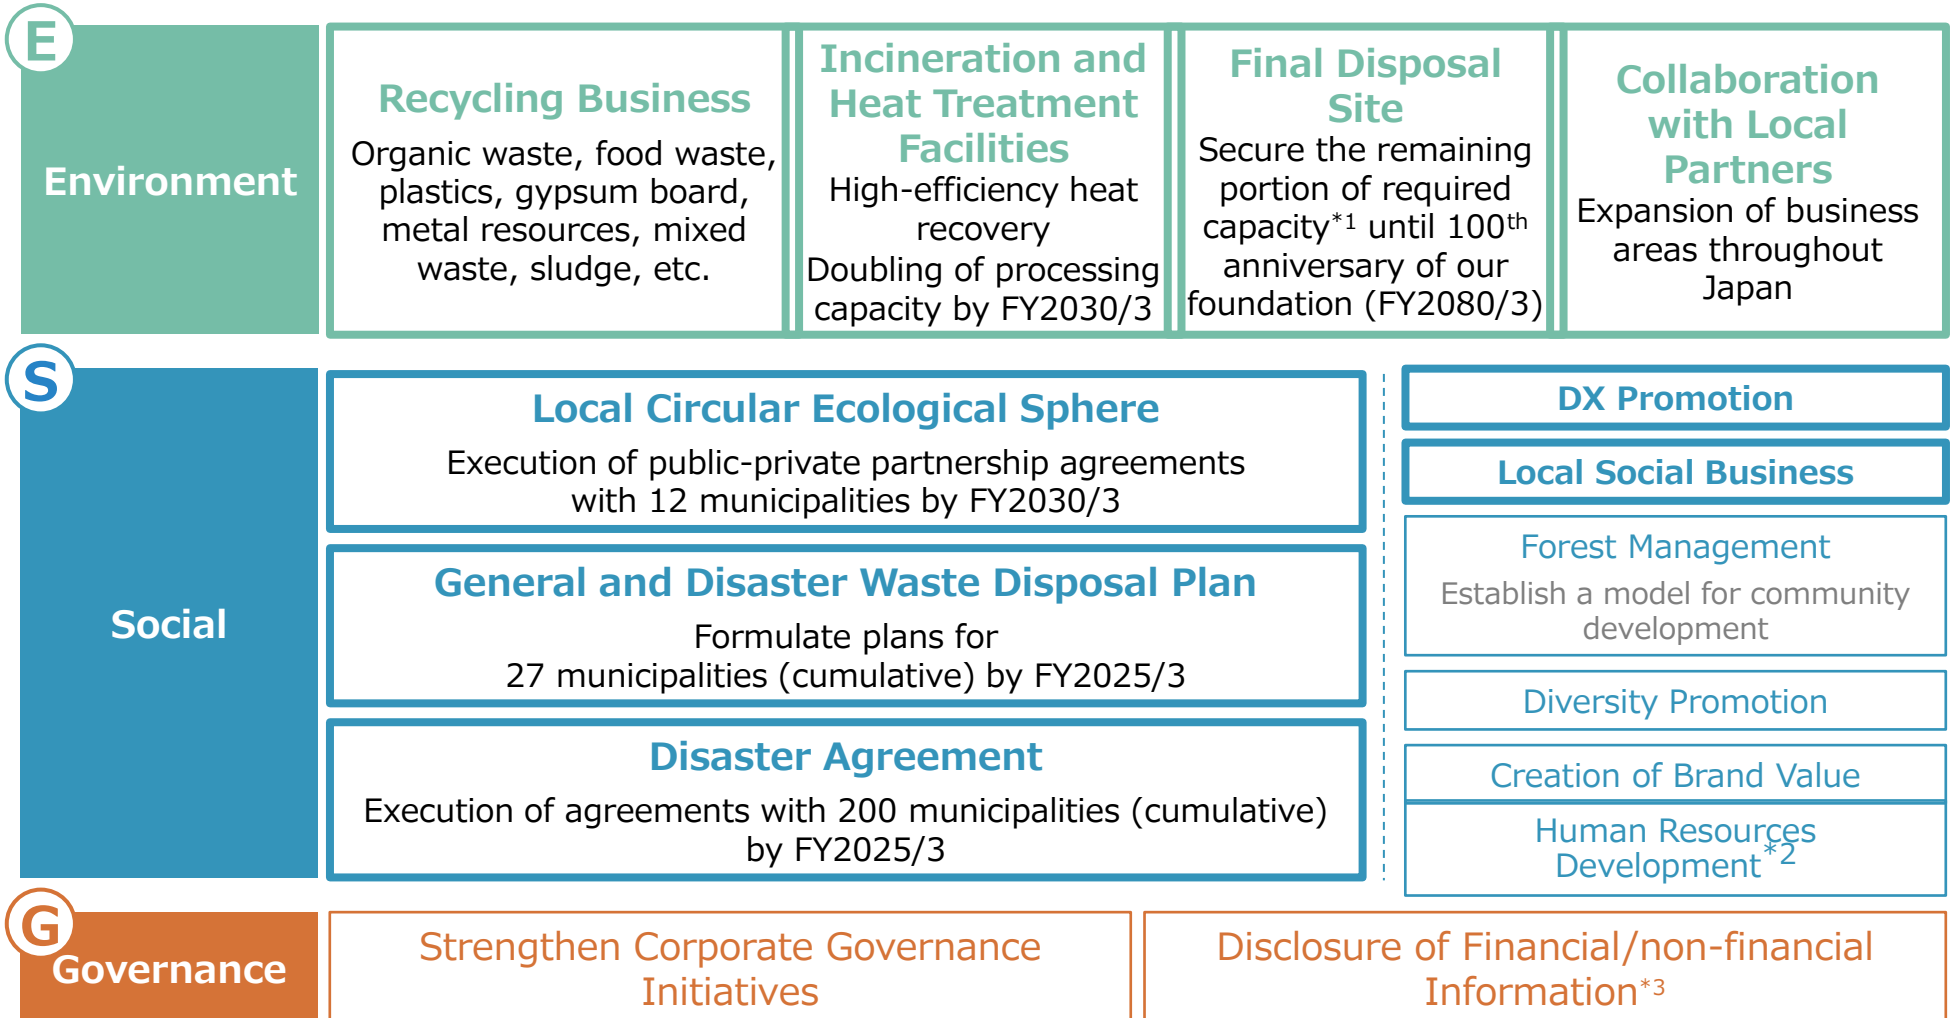 E
Environment
Recycling Business
Organic waste, food waste,
plastics, gypsum board,
metal resources, mixed
waste, sludge, etc.
Incineration and
Heat Treatment
Facilities
High-efficiency heat
recovery
Doubling of processing
capacity by FY2030/3
Final Disposal
Site
Secure the remaining
portion of required
capacity*1 until 100th
anniversary of our
foundation (FY2080/3)
Collaboration
with Local
Partners
Expansion of business
areas throughout
Japan
S
Social
Local Circular Ecological Sphere
Execution of public-private partnership agreements
with 12 municipalities by FY2030/3
General and Disaster Waste Disposal Plan
Formulate plans for
27 municipalities (cumulative) by FY2025/3
Disaster Agreement
Execution of agreements with 200 municipalities (cumulative)
by FY2025/3
DX Promotion
Local Social Business
Forest Management
Establish a model for community
development
Diversity Promotion
Creation of Brand Value
Human Resources
Development*2
G
Governance
Strengthen Corporate Governance
Initiatives
Disclosure of Financial/non-financial
Information*3